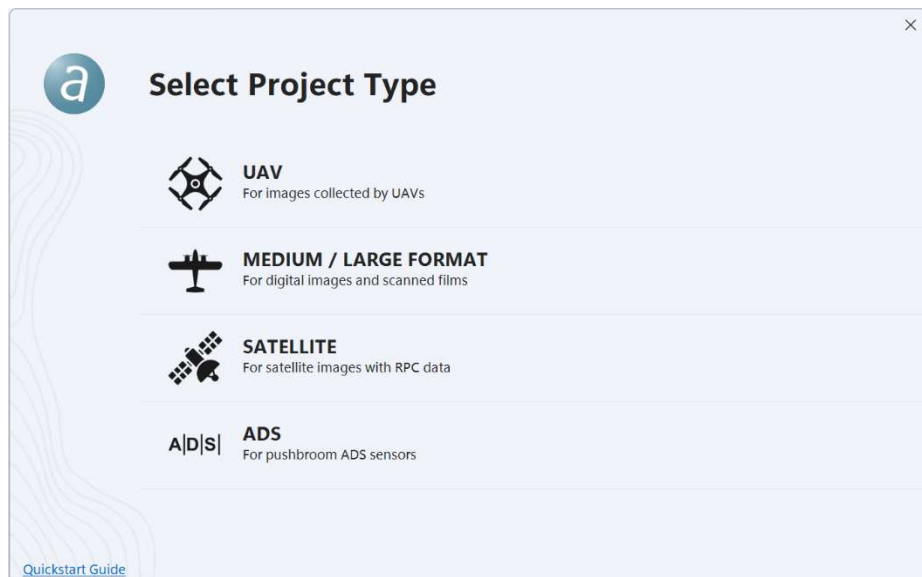 a
Select Project Type
UAV
For images collected by UAVs
MEDIUM / LARGE FORMAT
For digital images and scanned films
SATELLITE
For satellite images with RPC data
A|D|S|
ADS
For pushbroom ADS sensors
Quickstart Guide